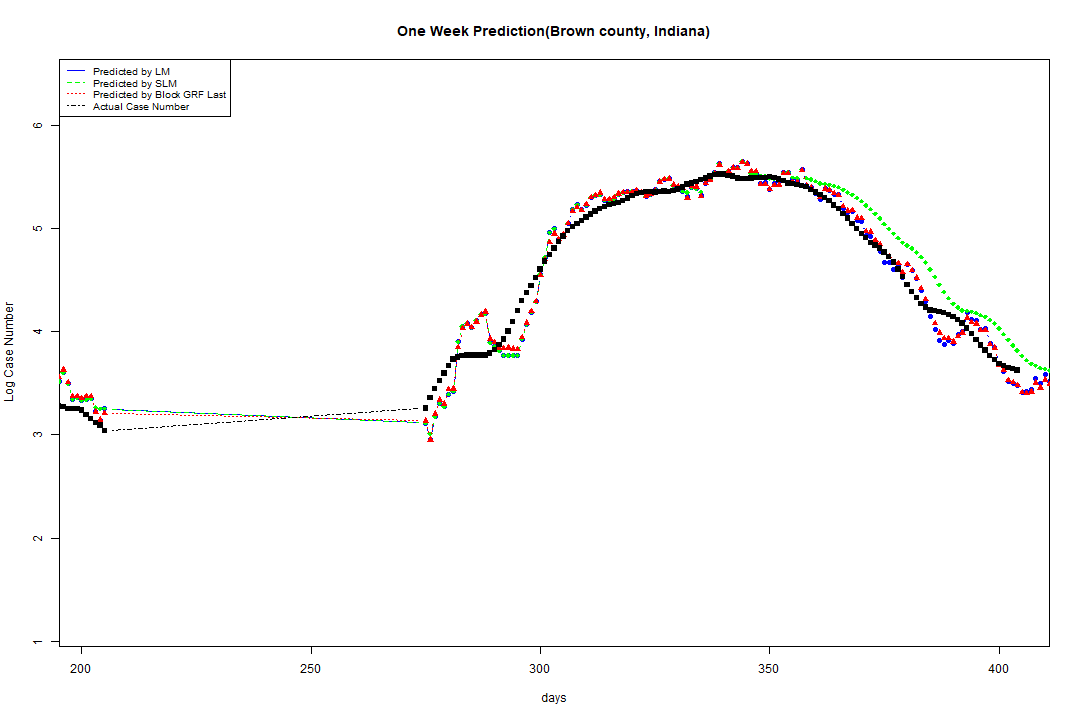 One Week Prediction(Brown county, Indiana)
Predicted by LM
Predicted by SLM
Predicted by Block GRF Last
Actual Case Number
6
5
4
3
2
1
Log Case Number
200 250 300 350 400
days